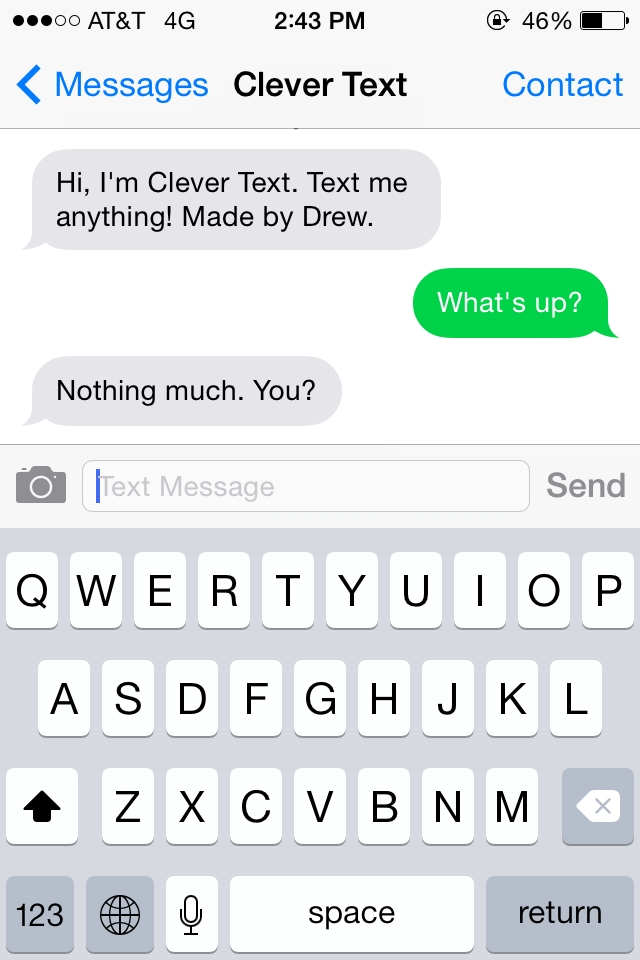 AT&T 4G 2:43 PM 46%
Messages Clever Text Contact
Hi, I'm Clever Text. Text me
anything! Made by Drew.
What's up?
Nothing much. You?
Text Message Send
Q W E R T Y U I O P
A S D F G H J K L
Z X C V B N M
123 space return